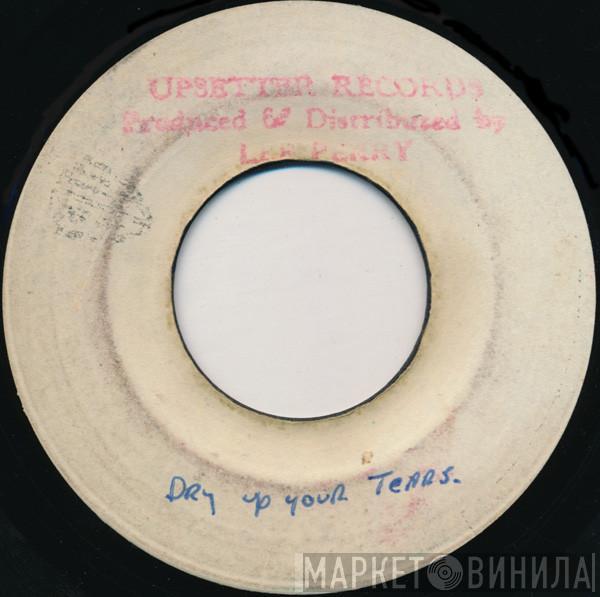 UPSETTER RECORDS
Produced & Distributed by
LEE PERRY
Dry up your Tears.
МАРКЕТ ВИНИЛА